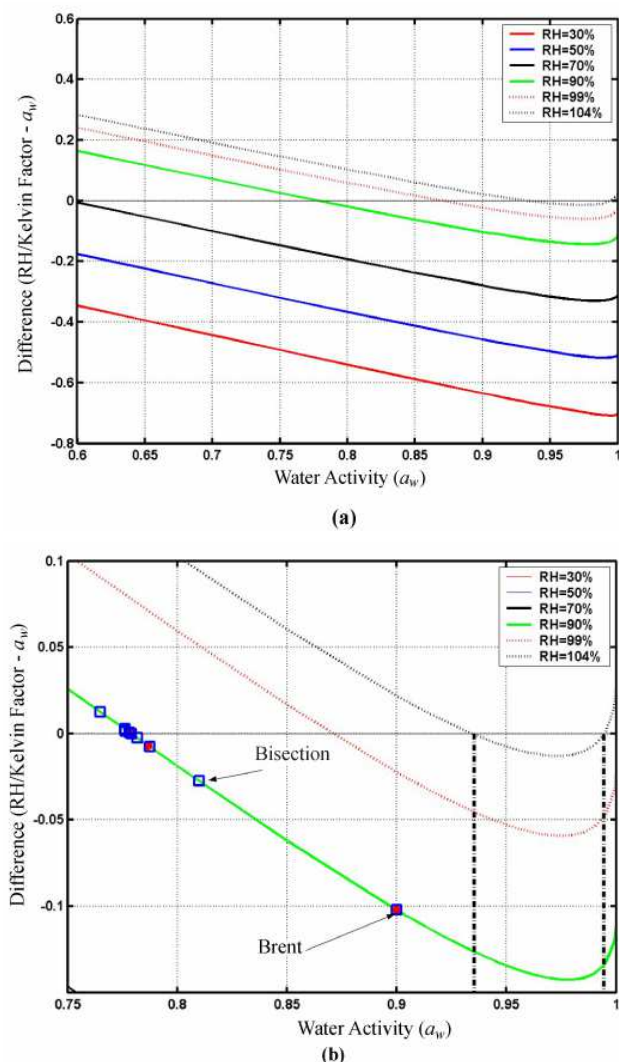 0.6
0.4
0.2
0
-0.2
-0.4
-0.6
-0.8
Difference (RH/Kelvin Factor - aw)
RH=30%
RH=50%
RH=70%
RH=90%
RH=99%
RH=104%
0.6 0.65 0.7 0.75 0.8 0.85 0.9 0.95 1
Water Activity (aw)
(a)
0.1
0.05
0
-0.05
-0.1
Difference (RH/Kelvin Factor - aw)
RH=30%
RH=50%
RH=70%
RH=90%
RH=99%
RH=104%
Bisection
Brent
0.75 0.8 0.85 0.9 0.95 1
Water Activity (aw)
(b)